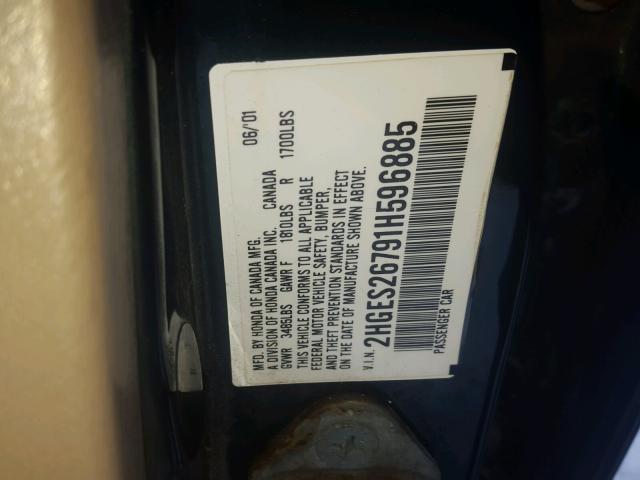 MFD. BY HONDA OF CANADA MFG. 06/01
A DIVISION OF HONDA CANADA INC. CANADA
GVWR 3485LBS GAWR F 1810LBS R 1700LBS
THIS VEHICLE CONFORMS TO ALL APPLICABLE
FEDERAL MOTOR VEHICLE SAFETY, BUMPER,
AND THEFT PREVENTION STANDARDS IN EFFECT
ON THE DATE OF MANUFACTURE SHOWN ABOVE.
V.I.N. 2HGES26791H596885
PASSENGER CAR